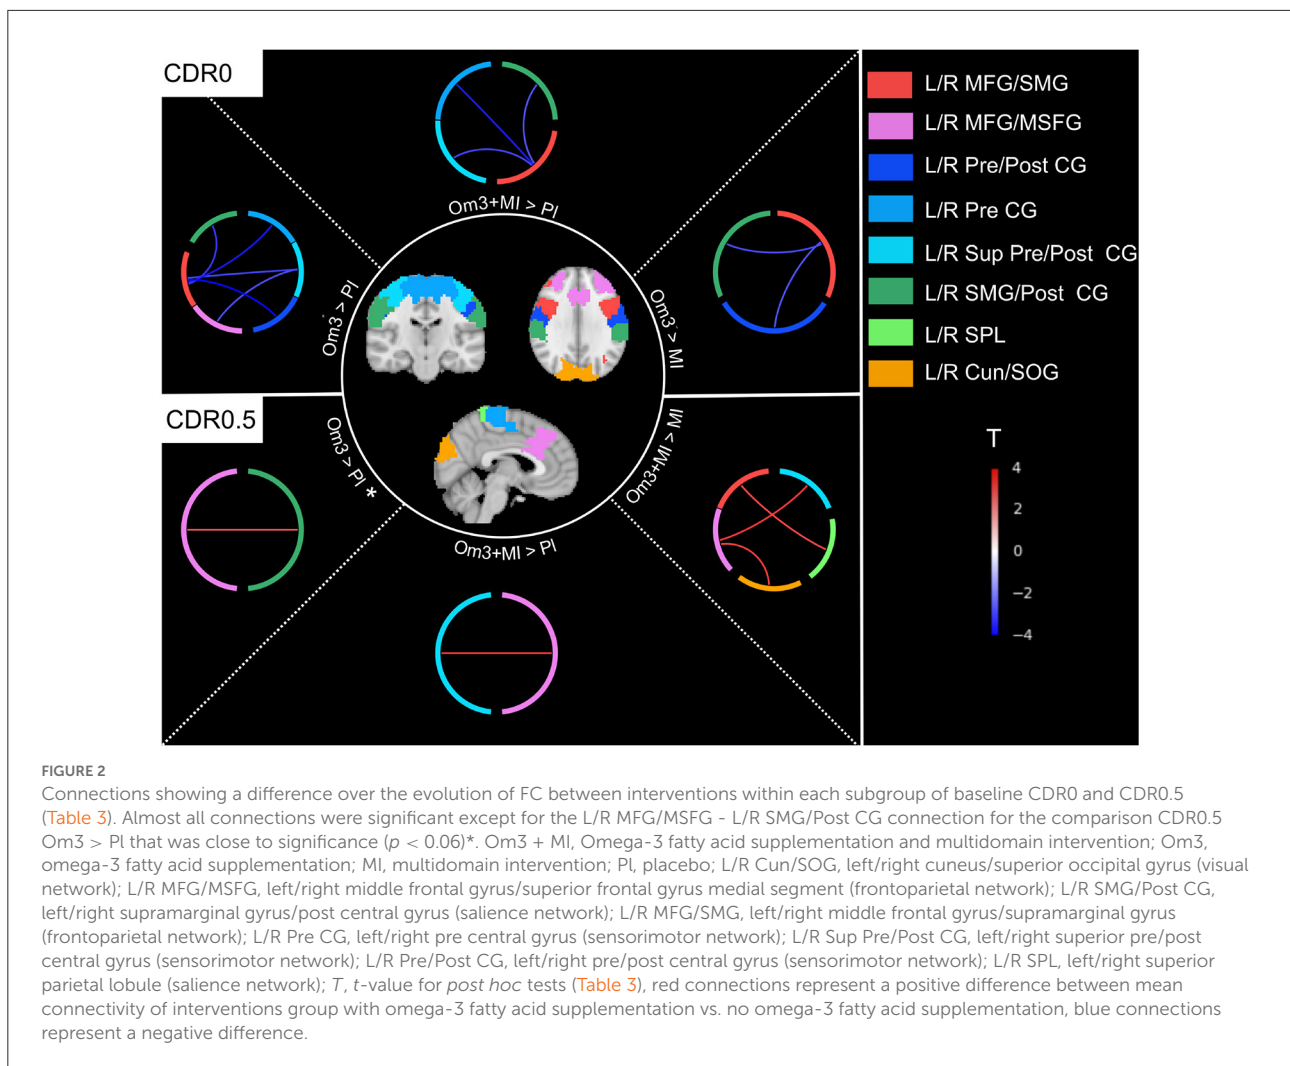 CDR0
Om3+MI > Pl
Om3 > Pl
Om3 > MI
CDR0.5
Om3 > Pl *
Om3+MI > MI
Om3+MI > Pl
L/R MFG/SMG
L/R MFG/MSFG
L/R Pre/Post CG
L/R Pre CG
L/R Sup Pre/Post CG
L/R SMG/Post CG
L/R SPL
L/R Cun/SOG
T
4
2
0
−2
−4
FIGURE 2
Connections showing a difference over the evolution of FC between interventions within each subgroup of baseline CDR0 and CDR0.5
(Table 3). Almost all connections were significant except for the L/R MFG/MSFG - L/R SMG/Post CG connection for the comparison CDR0.5
Om3 > Pl that was close to significance (p < 0.06)*. Om3 + MI, Omega-3 fatty acid supplementation and multidomain intervention; Om3,
omega-3 fatty acid supplementation; MI, multidomain intervention; Pl, placebo; L/R Cun/SOG, left/right cuneus/superior occipital gyrus (visual
network); L/R MFG/MSFG, left/right middle frontal gyrus/superior frontal gyrus medial segment (frontoparietal network); L/R SMG/Post CG,
left/right supramarginal gyrus/post central gyrus (salience network); L/R MFG/SMG, left/right middle frontal gyrus/supramarginal gyrus
(frontoparietal network); L/R Pre CG, left/right pre central gyrus (sensorimotor network); L/R Sup Pre/Post CG, left/right superior pre/post
central gyrus (sensorimotor network); L/R Pre/Post CG, left/right pre/post central gyrus (sensorimotor network); L/R SPL, left/right superior
parietal lobule (salience network); T, t-value for post hoc tests (Table 3), red connections represent a positive difference between mean
connectivity of interventions group with omega-3 fatty acid supplementation vs. no omega-3 fatty acid supplementation, blue connections
represent a negative difference.